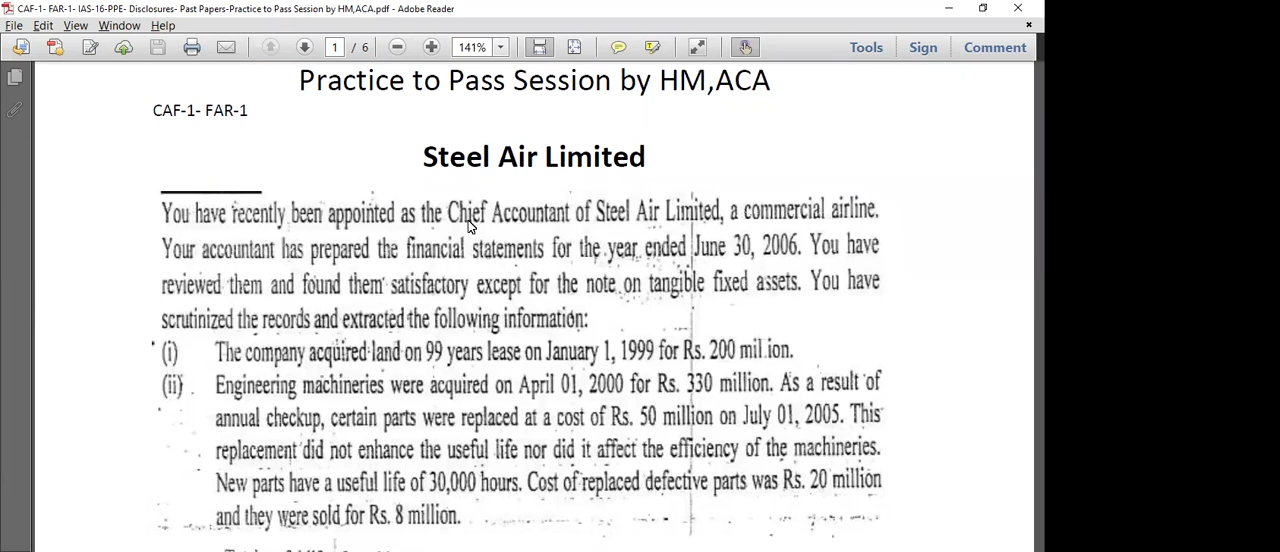 CAF-1- FAR-1- IAS-16-PPE- Disclosures- Past Papers-Practice to Pass Session by HM,ACA.pdf - Adobe Reader
File Edit View Window Help
1 / 6 141% Tools Sign Comment
Practice to Pass Session by HM,ACA
CAF-1- FAR-1
Steel Air Limited
You have recently been appointed as the Chief Accountant of Steel Air Limited, a commercial airline.
Your accountant has prepared the financial statements for the year ended June 30, 2006. You have
reviewed them and found them satisfactory except for the note on tangible fixed assets. You have
scrutinized the records and extracted the following information:
(i) The company acquired land on 99 years lease on January 1, 1999 for Rs. 200 mil.ion.
(ii) Engineering machineries were acquired on April 01, 2000 for Rs. 330 million. As a result of
annual checkup, certain parts were replaced at a cost of Rs. 50 million on July 01, 2005. This
replacement did not enhance the useful life nor did it affect the efficiency of the machineries.
New parts have a useful life of 30,000 hours. Cost of replaced defective parts was Rs. 20 million
and they were sold for Rs. 8 million.